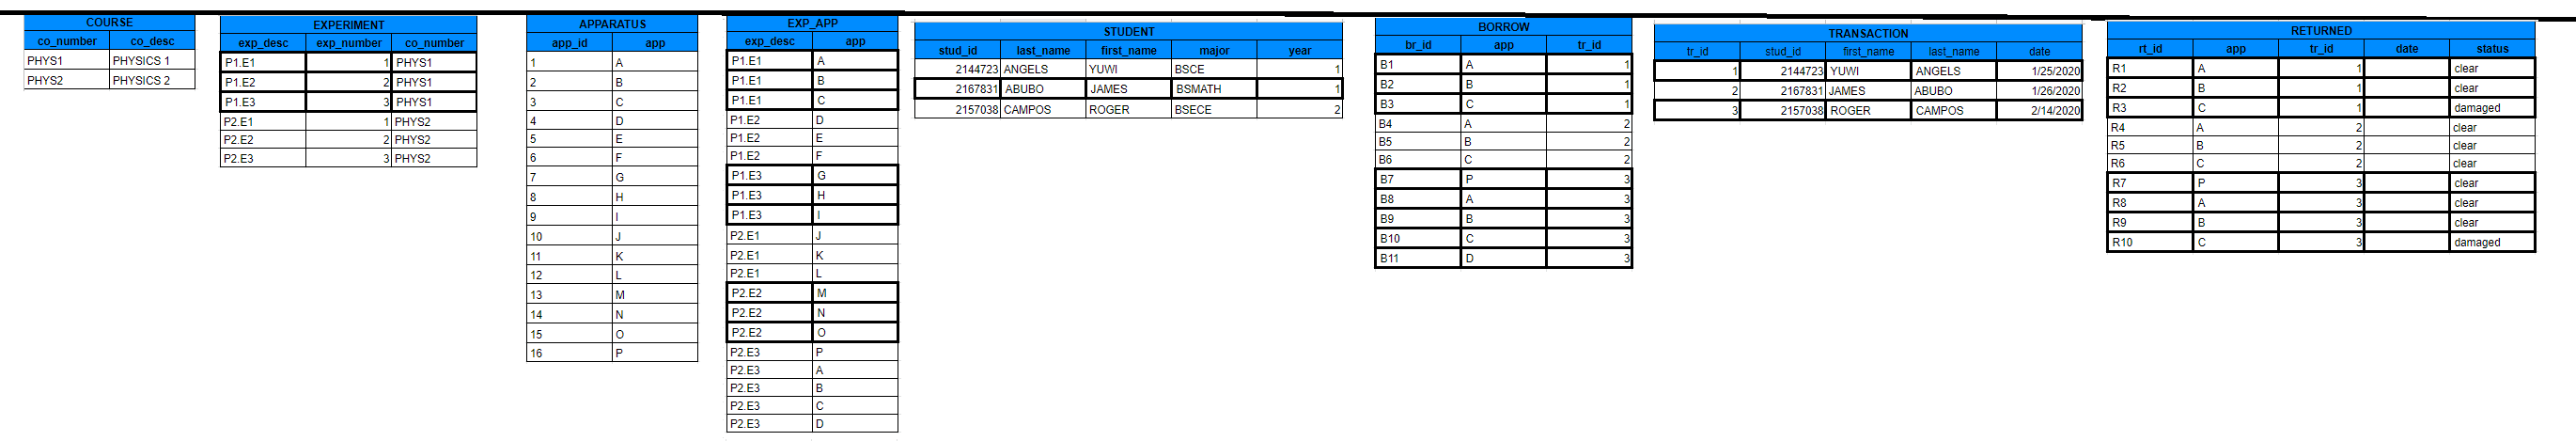 COURSE
co_number co_desc
PHYS1 PHYSICS 1
PHYS2 PHYSICS 2
EXPERIMENT
exp_desc exp_number co_number
P1.E1 1 PHYS1
P1.E2 2 PHYS1
P1.E3 3 PHYS1
P2.E1 1 PHYS2
P2.E2 2 PHYS2
P2.E3 3 PHYS2
APPARATUS
app_id app
1 A
2 B
3 C
4 D
5 E
6 F
7 G
8 H
9 I
10 J
11 K
12 L
13 M
14 N
15 O
16 P
EXP_APP
exp_desc app
P1.E1 A
P1.E1 B
P1.E1 C
P1.E2 D
P1.E2 E
P1.E2 F
P1.E3 G
P1.E3 H
P1.E3 I
P2.E1 J
P2.E1 K
P2.E1 L
P2.E2 M
P2.E2 N
P2.E2 O
P2.E3 P
P2.E3 A
P2.E3 B
P2.E3 C
P2.E3 D
STUDENT
stud_id last_name first_name major year
2144723 ANGELS YUWI BSCE 1
2167831 ABUBO JAMES BSMATH 1
2157038 CAMPOS ROGER BSECE 2
BORROW
br_id app tr_id
B1 A 1
B2 B 1
B3 C 1
B4 A 2
B5 B 2
B6 C 2
B7 P 3
B8 A 3
B9 B 3
B10 C 3
B11 D 3
TRANSACTION
tr_id stud_id first_name last_name date
1 2144723 YUWI ANGELS 1/25/2020
2 2167831 JAMES ABUBO 1/26/2020
3 2157038 ROGER CAMPOS 2/14/2020
RETURNED
rt_id app tr_id date status
R1 A 1 clear
R2 B 1 clear
R3 C 1 damaged
R4 A 2 clear
R5 B 2 clear
R6 C 2 clear
R7 P 3 clear
R8 A 3 clear
R9 B 3 clear
R10 C 3 damaged